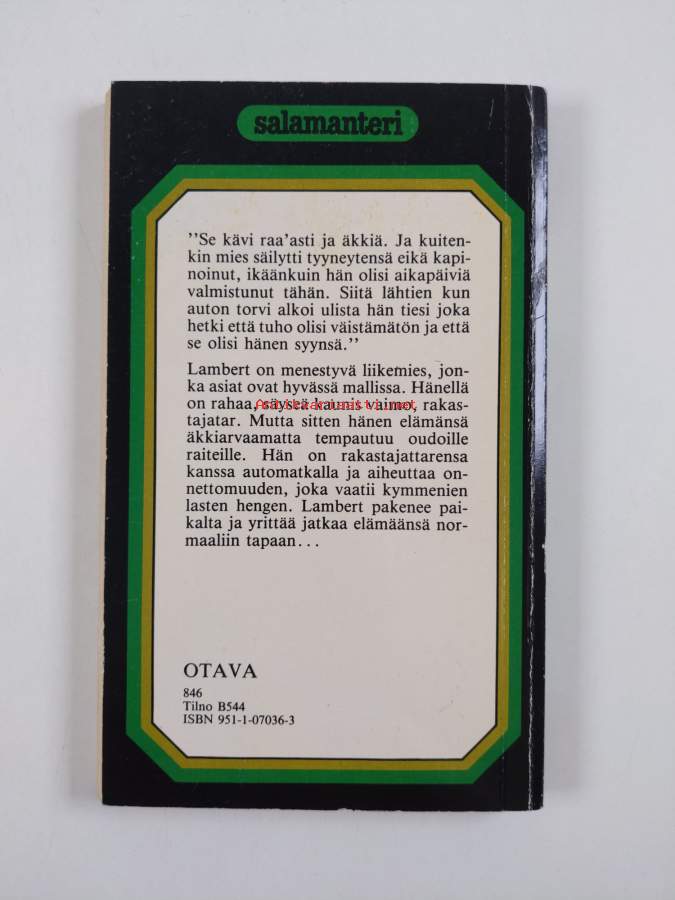 salamanteri
"Se kävi raa'asti ja äkkiä. Ja kuiten-
kin mies säilytti tyyneytensä eikä kapi-
noinut, ikäänkuin hän olisi aikapäiviä
valmistunut tähän. Siitä lähtien kun
auton torvi alkoi ulista hän tiesi joka
hetki että tuho olisi väistämätön ja että
se olisi hänen syynsä."
Lambert on menestyvä liikemies, jon-
ka asiat ovat hyvässä mallissa. Hänellä
on rahaa, säyseä kaunis vaimo, rakas-
tajatar. Mutta sitten hänen elämänsä
äkkiarvaamatta tempautuu oudoille
raiteille. Hän on rakastajattarensa
kanssa automatkalla ja aiheuttaa on-
nettomuuden, joka vaatii kymmenien
lasten hengen. Lambert pakenee pai-
kalta ja yrittää jatkaa elämäänsä nor-
maaliin tapaan...
OTAVA
846
Tilno B544
ISBN 951-1-07036-3